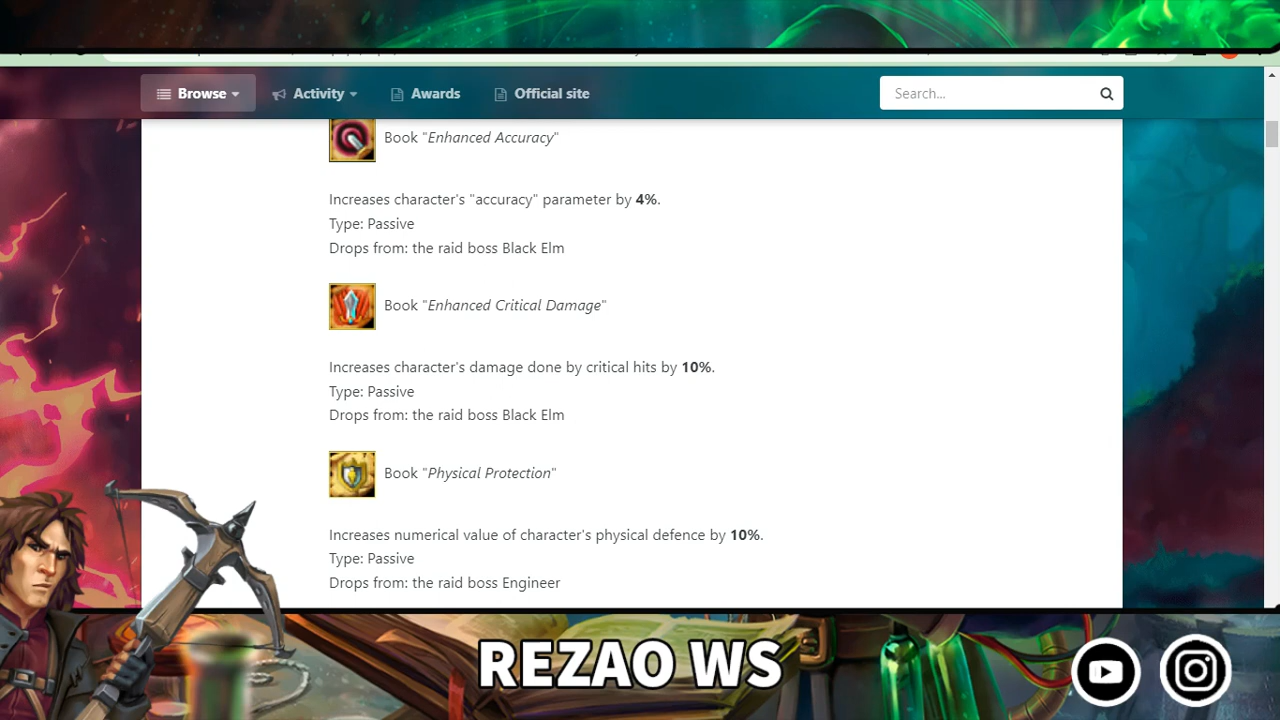 Browse
Activity
Awards
Official site
Search...
Book "Enhanced Accuracy"
Increases character's "accuracy" parameter by 4%.
Type: Passive
Drops from: the raid boss Black Elm
Book "Enhanced Critical Damage"
Increases character's damage done by critical hits by 10%.
Type: Passive
Drops from: the raid boss Black Elm
Book "Physical Protection"
Increases numerical value of character's physical defence by 10%.
Type: Passive
Drops from: the raid boss Engineer
REZAO WS